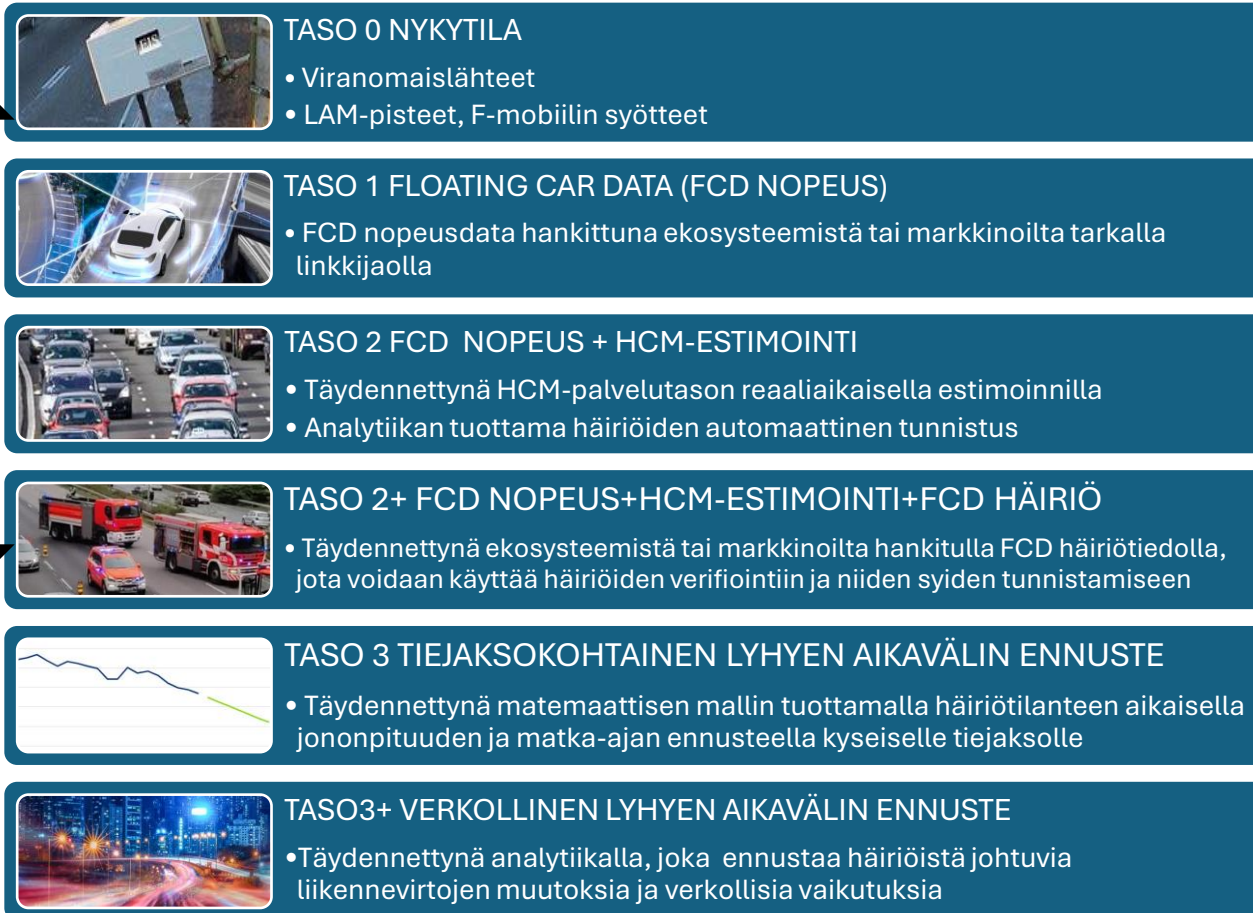 TASO 0 NYKYTILA
• Viranomaislähteet
• LAM-pisteet, F-mobiilin syötteet
TASO 1 FLOATING CAR DATA (FCD NOPEUS)
• FCD nopeusdata hankittuna ekosysteemistä tai markkinoilta tarkalla
linkkijaolla
TASO 2 FCD NOPEUS + HCM-ESTIMOINTI
• Täydennettynä HCM-palvelutason reaaliaikaisella estimoinnilla
• Analytiikan tuottama häiriöiden automaattinen tunnistus
TASO 2+ FCD NOPEUS+HCM-ESTIMOINTI+FCD HÄIRIÖ
• Täydennettynä ekosysteemistä tai markkinoilta hankitulla FCD häiriötiedolla,
jota voidaan käyttää häiriöiden verifiointiin ja niiden syiden tunnistamiseen
TASO 3 TIEJAKSOKOHTAINEN LYHYEN AIKAVÄLIN ENNUSTE
• Täydennettynä matemaattisen mallin tuottamalla häiriötilanteen aikaisella
jononpituuden ja matka-ajan ennusteella kyseiselle tiejaksolle
TASO3+ VERKOLLINEN LYHYEN AIKAVÄLIN ENNUSTE
•Täydennettynä analytiikalla, joka ennustaa häiriöistä johtuvia
liikennevirtojen muutoksia ja verkollisia vaikutuksia